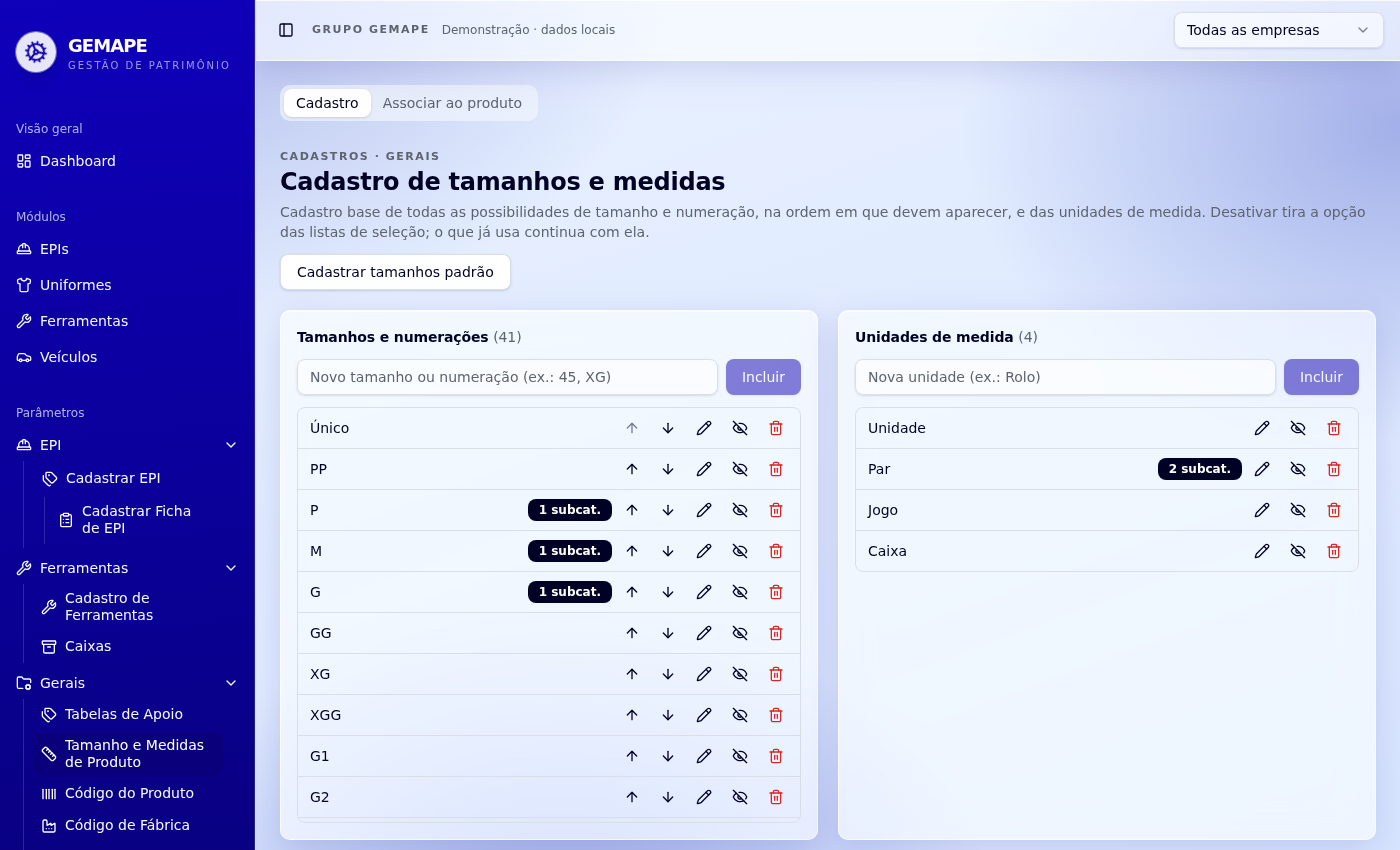 GEMAPE
GESTÃO DE PATRIMÔNIO
Visão geral
Dashboard
Módulos
EPIs
Uniformes
Ferramentas
Veículos
Parâmetros
EPI
Cadastrar EPI
Cadastrar Ficha
de EPI
Ferramentas
Cadastro de
Ferramentas
Caixas
Gerais
Tabelas de Apoio
Tamanho e Medidas
de Produto
Código do Produto
Código de Fábrica
GRUPO GEMAPE Demonstração · dados locais
Todas as empresas
Cadastro Associar ao produto
CADASTROS · GERAIS
Cadastro de tamanhos e medidas
Cadastro base de todas as possibilidades de tamanho e numeração, na ordem em que devem aparecer, e das unidades de medida. Desativar tira a opção
das listas de seleção; o que já usa continua com ela.
Cadastrar tamanhos padrão
Tamanhos e numerações (41)
Novo tamanho ou numeração (ex.: 45, XG) Incluir
Único
PP
P 1 subcat.
M 1 subcat.
G 1 subcat.
GG
XG
XGG
G1
G2
Unidades de medida (4)
Nova unidade (ex.: Rolo) Incluir
Unidade
Par 2 subcat.
Jogo
Caixa